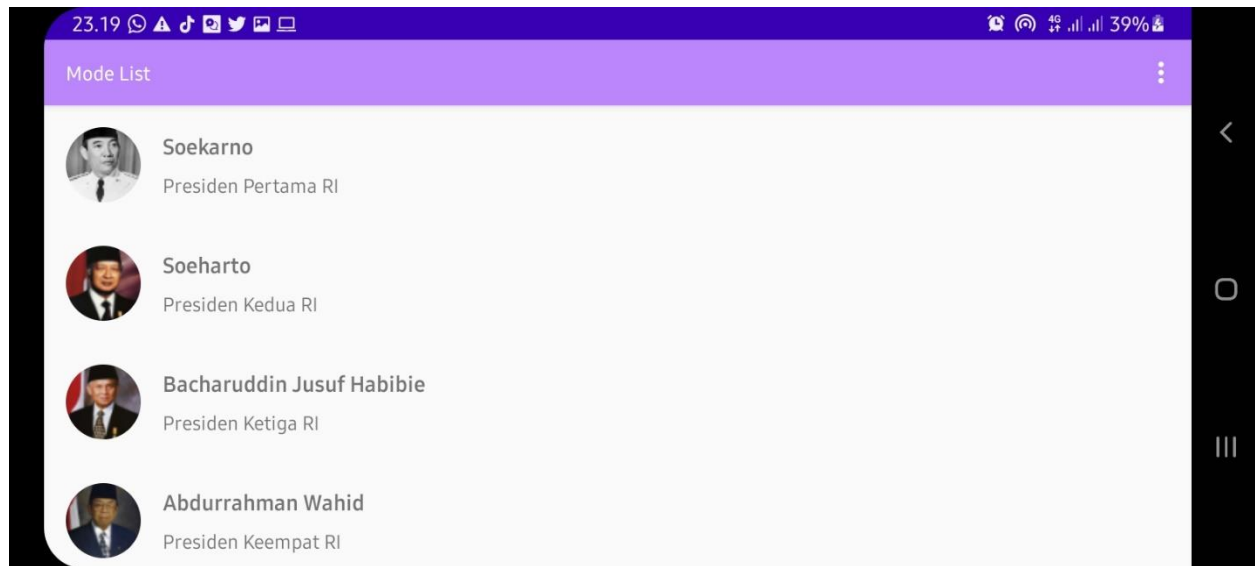 23.19
4G 39%
Mode List
Soekarno
Presiden Pertama RI
Soeharto
Presiden Kedua RI
Bacharuddin Jusuf Habibie
Presiden Ketiga RI
Abdurrahman Wahid
Presiden Keempat RI